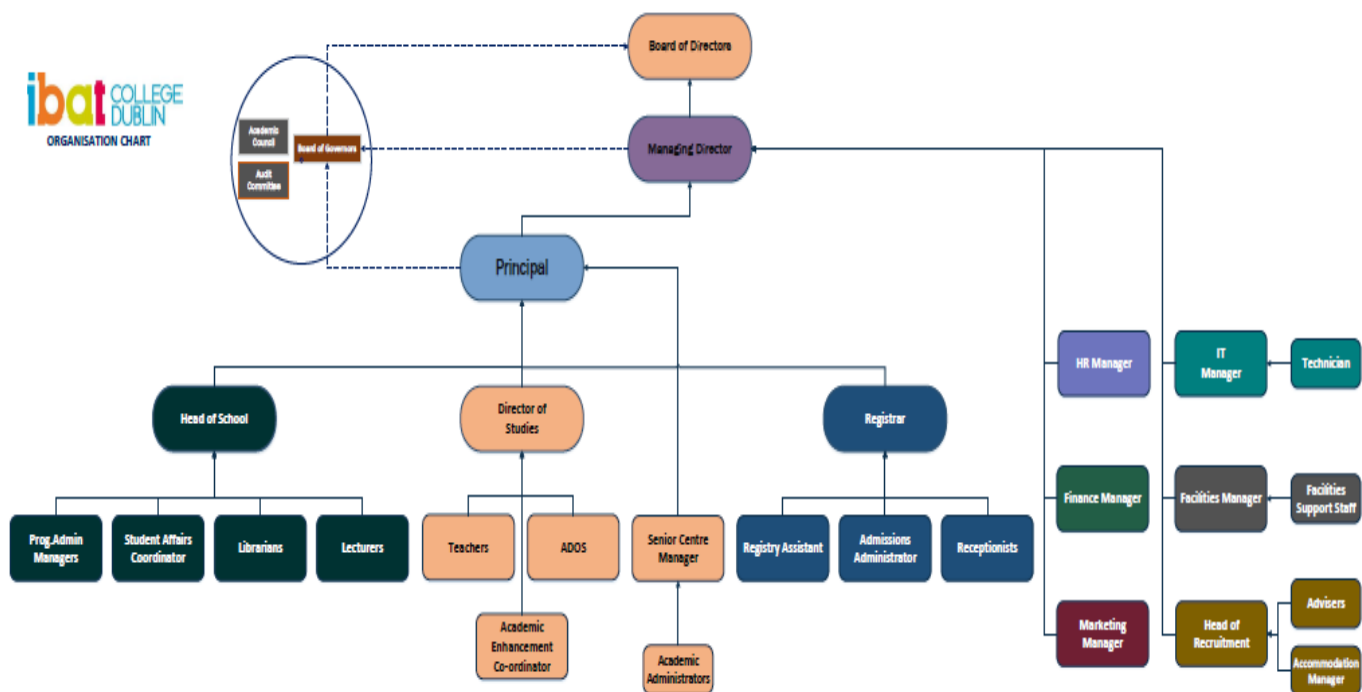 Board of Directors
ibat COLLEGE
DUBLIN
ORGANISATION CHART
Academic
Council
Board of Governors
Audit
Committee
Managing Director
Principal
HR Manager
IT
Manager
Technician
Head of School
Director of
Studies
Registrar
Finance Manager
Facilities Manager
Facilities
Support Staff
Prog.Admin
Managers
Student Affairs
Coordinator
Librarians
Lecturers
Teachers
ADOS
Senior Centre
Manager
Registry Assistant
Admissions
Administrator
Receptionists
Marketing
Manager
Head of
Recruitment
Advisers
Accommodation
Manager
Academic
Enhancement
Co-ordinator
Academic
Administrators